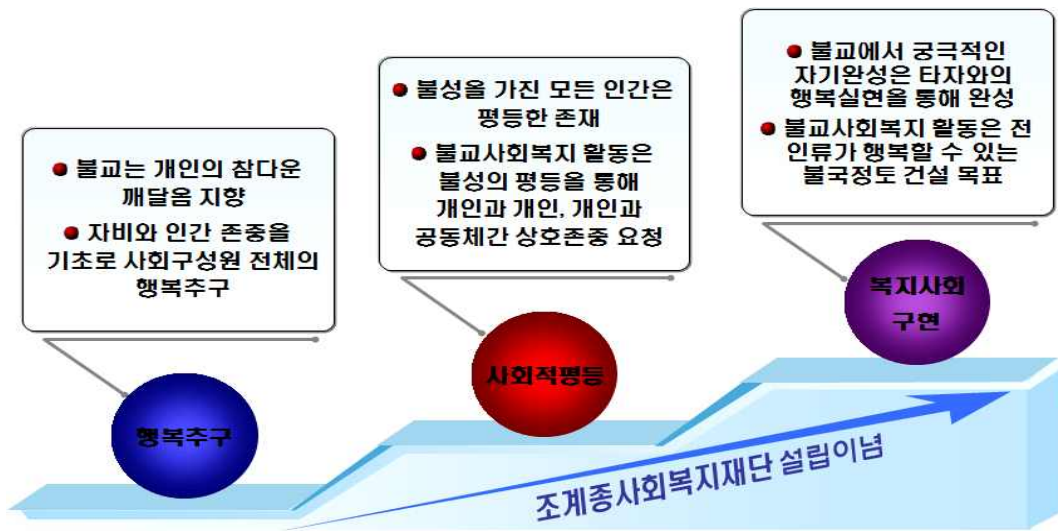 ● 불교는 개인의 참다운
깨달음 지향
● 자비와 인간 존중을
기초로 사회구성원 전체의
행복추구
행복추구
● 불성을 가진 모든 인간은
평등한 존재
● 불교사회복지 활동은
불성의 평등을 통해
개인과 개인, 개인과
공동체간 상호존중 요청
사회적평등
● 불교에서 궁극적인
자기완성은 타자와의
행복실현을 통해 완성
● 불교사회복지 활동은 전
인류가 행복할 수 있는
불국정토 건설 목표
복지사회
구현
조계종사회복지재단 설립이념